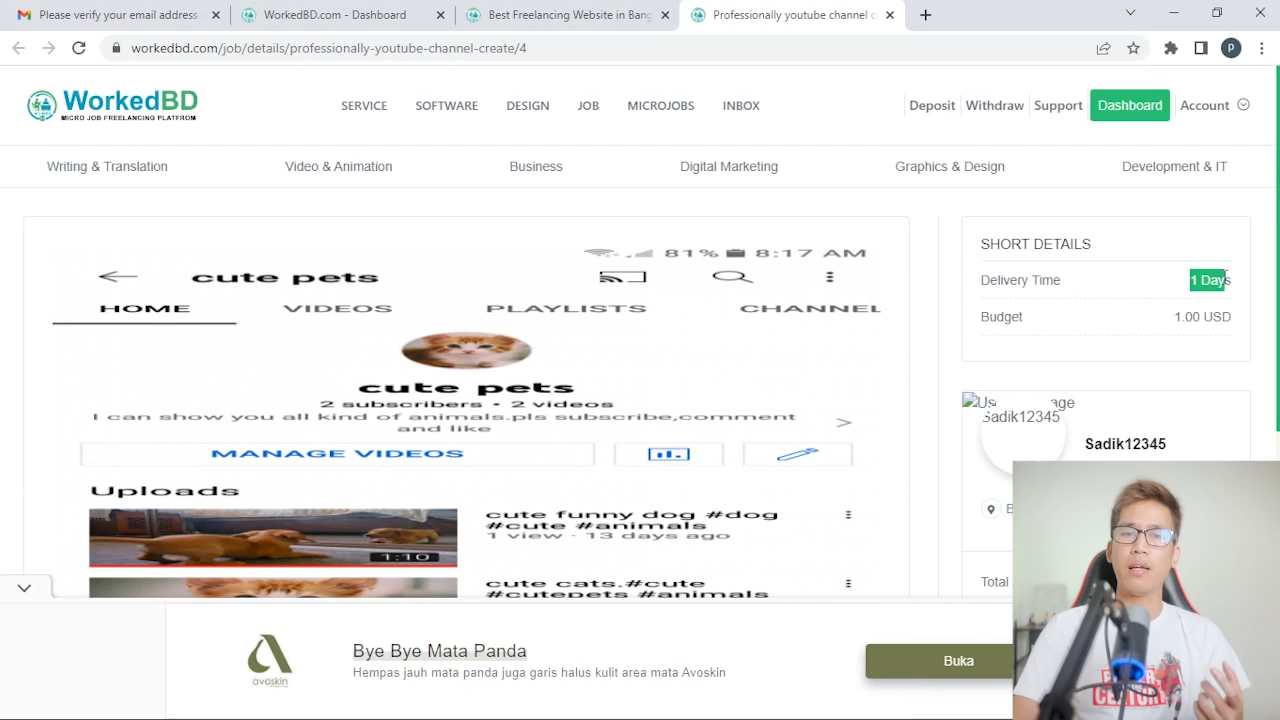 Please verify your email address
WorkedBD.com - Dashboard
Best Freelancing Website in Bang
Professionally youtube channel c
workedbd.com/job/details/professionally-youtube-channel-create/4
p
WorkedBD
MICRO JOB FREELANCING PLATFROM
SERVICE
SOFTWARE
DESIGN
JOB
MICROJOBS
INBOX
Deposit
Withdraw
Support
Dashboard
Account
Writing & Translation
Video & Animation
Business
Digital Marketing
Graphics & Design
Development & IT
81% 8:17 AM
cute pets
HOME
VIDEOS
PLAYLISTS
CHANNEL
cute pets
2 subscribers • 2 videos
I can show you all kind of animals.pls subscribe,comment
and like
MANAGE VIDEOS
Uploads
1:10
cute funny dog #dog
#cute #animals
1 view · 13 days ago
cute cats.#cute
#cutepets #animals
SHORT DETAILS
Delivery Time
1 Days
Budget
1.00 USD
Sadik12345
Sadik12345
B
Total
avoskin
Bye Bye Mata Panda
Hempas jauh mata panda juga garis halus kulit area mata Avoskin
Buka